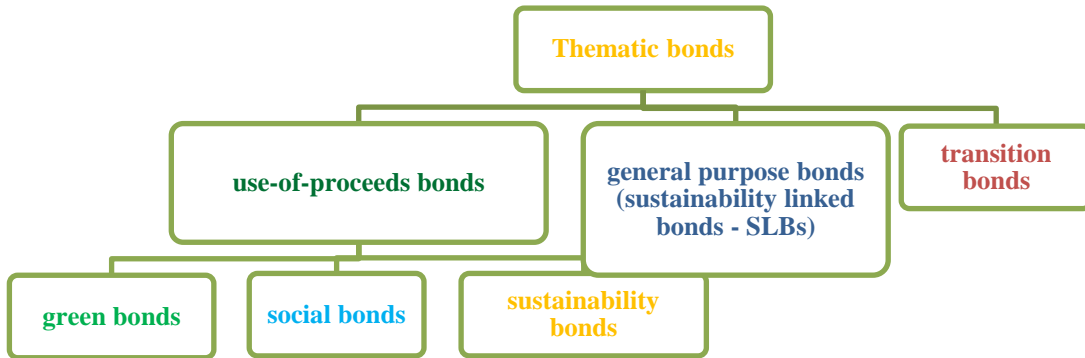 Thematic bonds
use-of-proceeds bonds
general purpose bonds
(sustainability linked
bonds - SLBs)
transition
bonds
green bonds
social bonds
sustainability
bonds